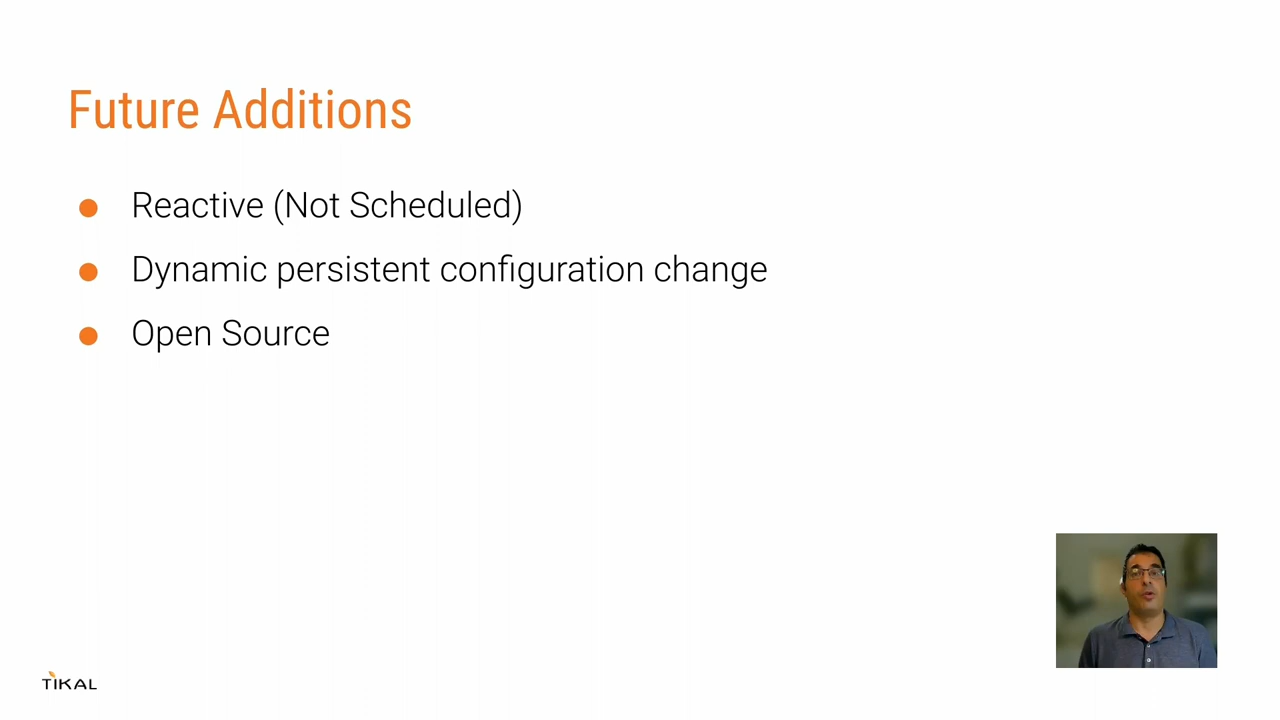 Future Additions
Reactive (Not Scheduled)
Dynamic persistent configuration change
Open Source
TIKAL